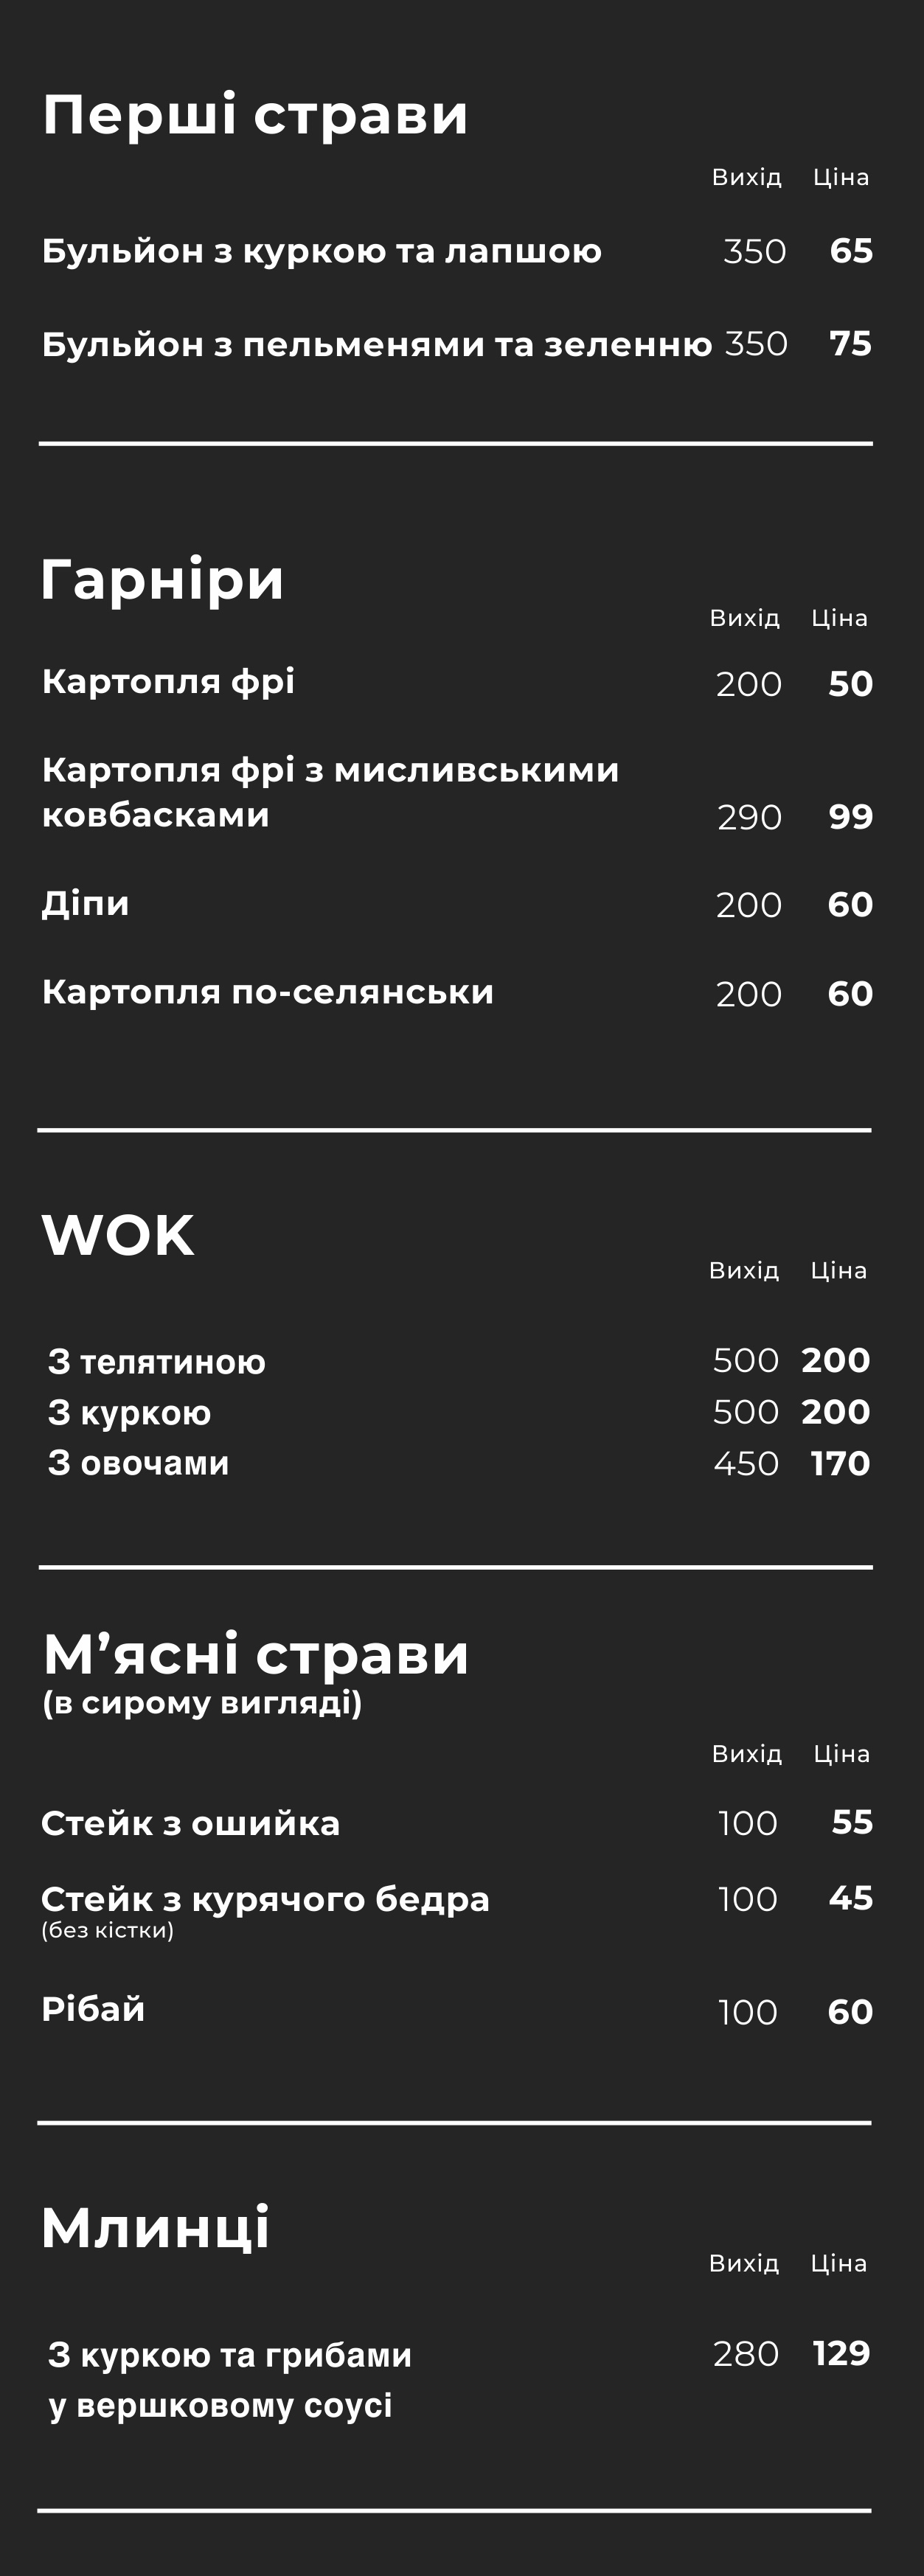 Перші страви
Вихід Ціна
Бульйон з куркою та лапшою 350 65
Бульйон з пельменями та зеленню 350 75
Гарніри
Вихід Ціна
Картопля фрі 200 50
Картопля фрі з мисливськими
ковбасками 290 99
Діпи 200 60
Картопля по-селянськи 200 60
WOK
Вихід Ціна
З телятиною 500 200
З куркою 500 200
З овочами 450 170
М’ясні страви
(в сирому вигляді)
Вихід Ціна
Стейк з ошийка 100 55
Стейк з курячого бедра 100 45
(без кістки)
Рібай 100 60
Млинці
Вихід Ціна
З куркою та грибами 280 129
у вершковому соусі